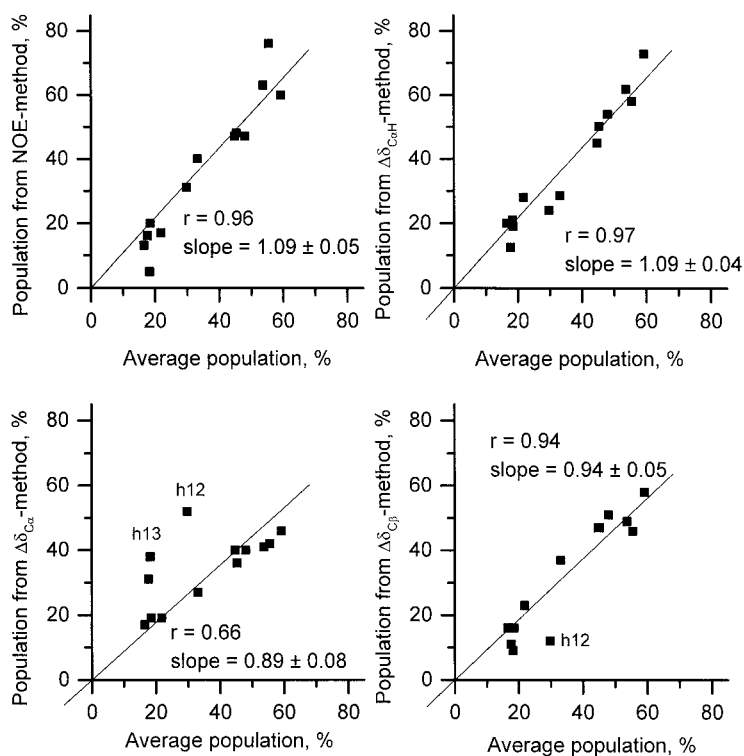 Population from NOE-method, %
80
60
40
20
0
r = 0.96
slope = 1.09 ± 0.05
0 20 40 60 80
Average population, %
Population from ΔδCαH-method, %
80
60
40
20
0
r = 0.97
slope = 1.09 ± 0.04
0 20 40 60 80
Average population, %
Population from ΔδCα-method, %
80
60
40
20
0
h12
h13
r = 0.66
slope = 0.89 ± 0.08
0 20 40 60 80
Average population, %
Population from ΔδCβ-method, %
80
60
40
20
0
r = 0.94
slope = 0.94 ± 0.05
h12
0 20 40 60 80
Average population, %